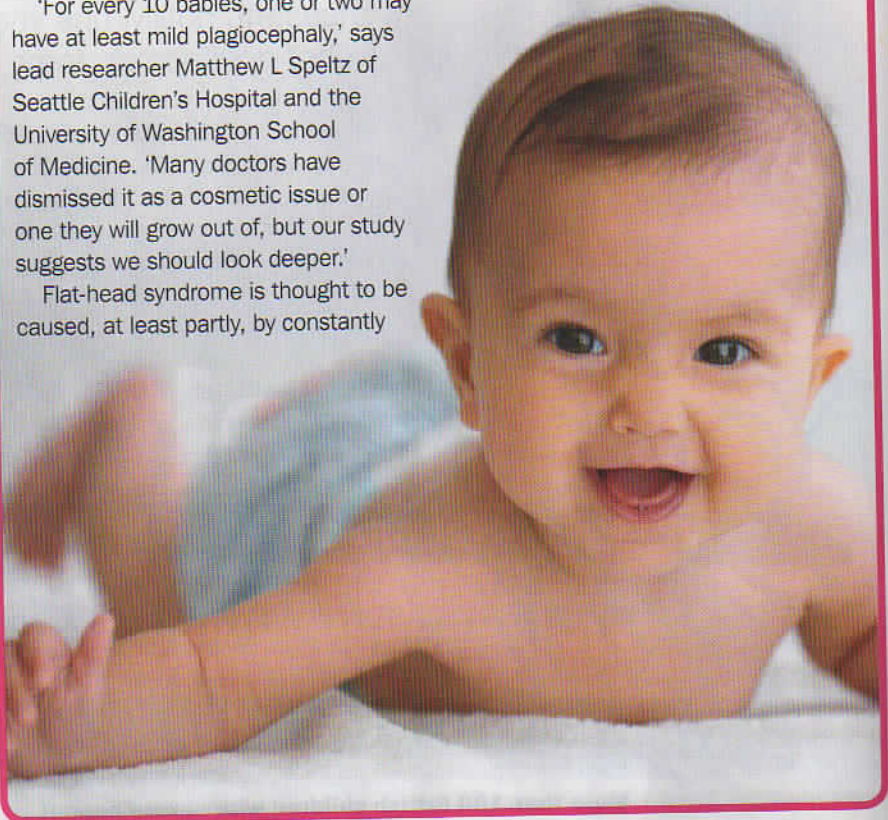 'For every 10 babies, one or two may
have at least mild plagiocephaly,' says
lead researcher Matthew L Speltz of
Seattle Children's Hospital and the
University of Washington School
of Medicine. 'Many doctors have
dismissed it as a cosmetic issue or
one they will grow out of, but our study
suggests we should look deeper.'
Flat-head syndrome is thought to be
caused, at least partly, by constantly